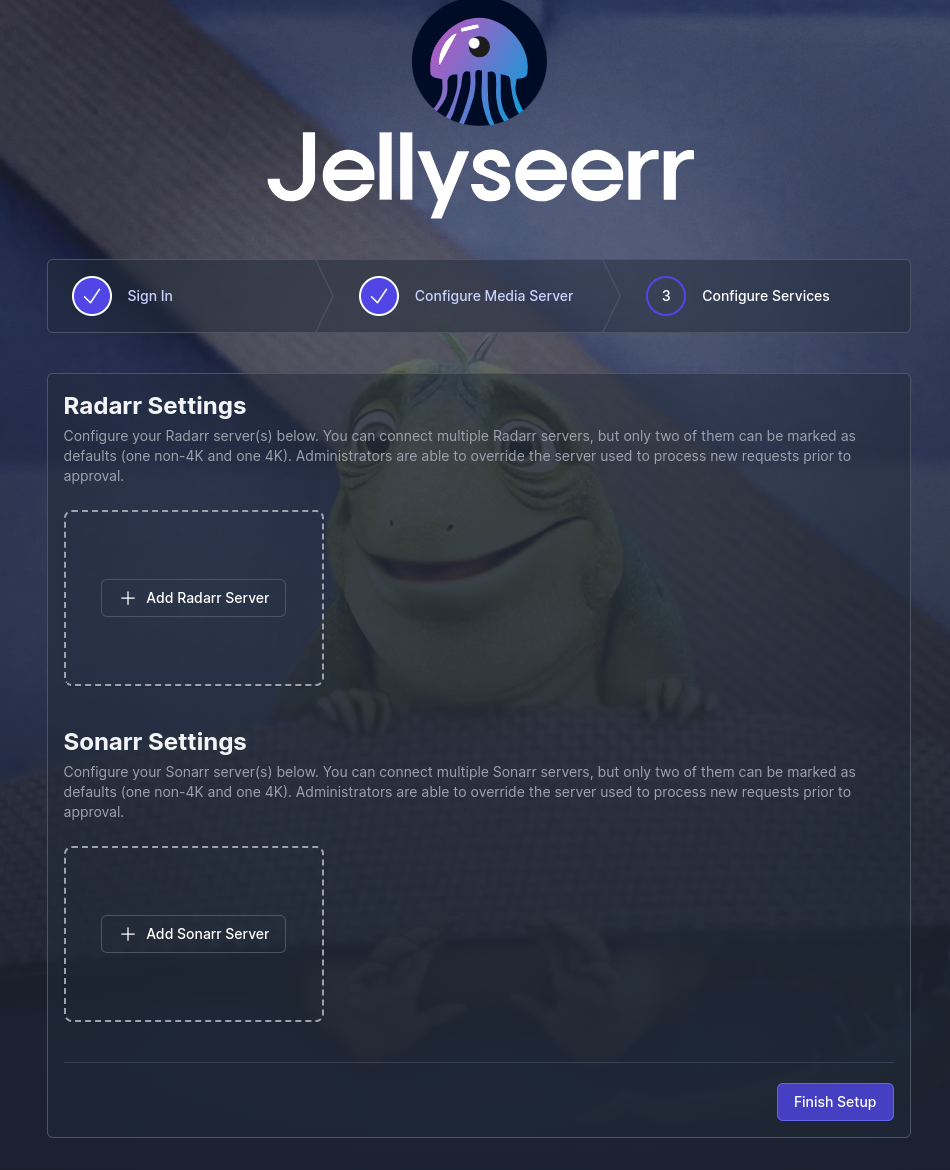 Jellyseerr
Sign In
Configure Media Server
3
Configure Services
Radarr Settings
Configure your Radarr server(s) below. You can connect multiple Radarr servers, but only two of them can be marked as
defaults (one non-4K and one 4K). Administrators are able to override the server used to process new requests prior to
approval.
Add Radarr Server
Sonarr Settings
Configure your Sonarr server(s) below. You can connect multiple Sonarr servers, but only two of them can be marked as
defaults (one non-4K and one 4K). Administrators are able to override the server used to process new requests prior to
approval.
Add Sonarr Server
Finish Setup